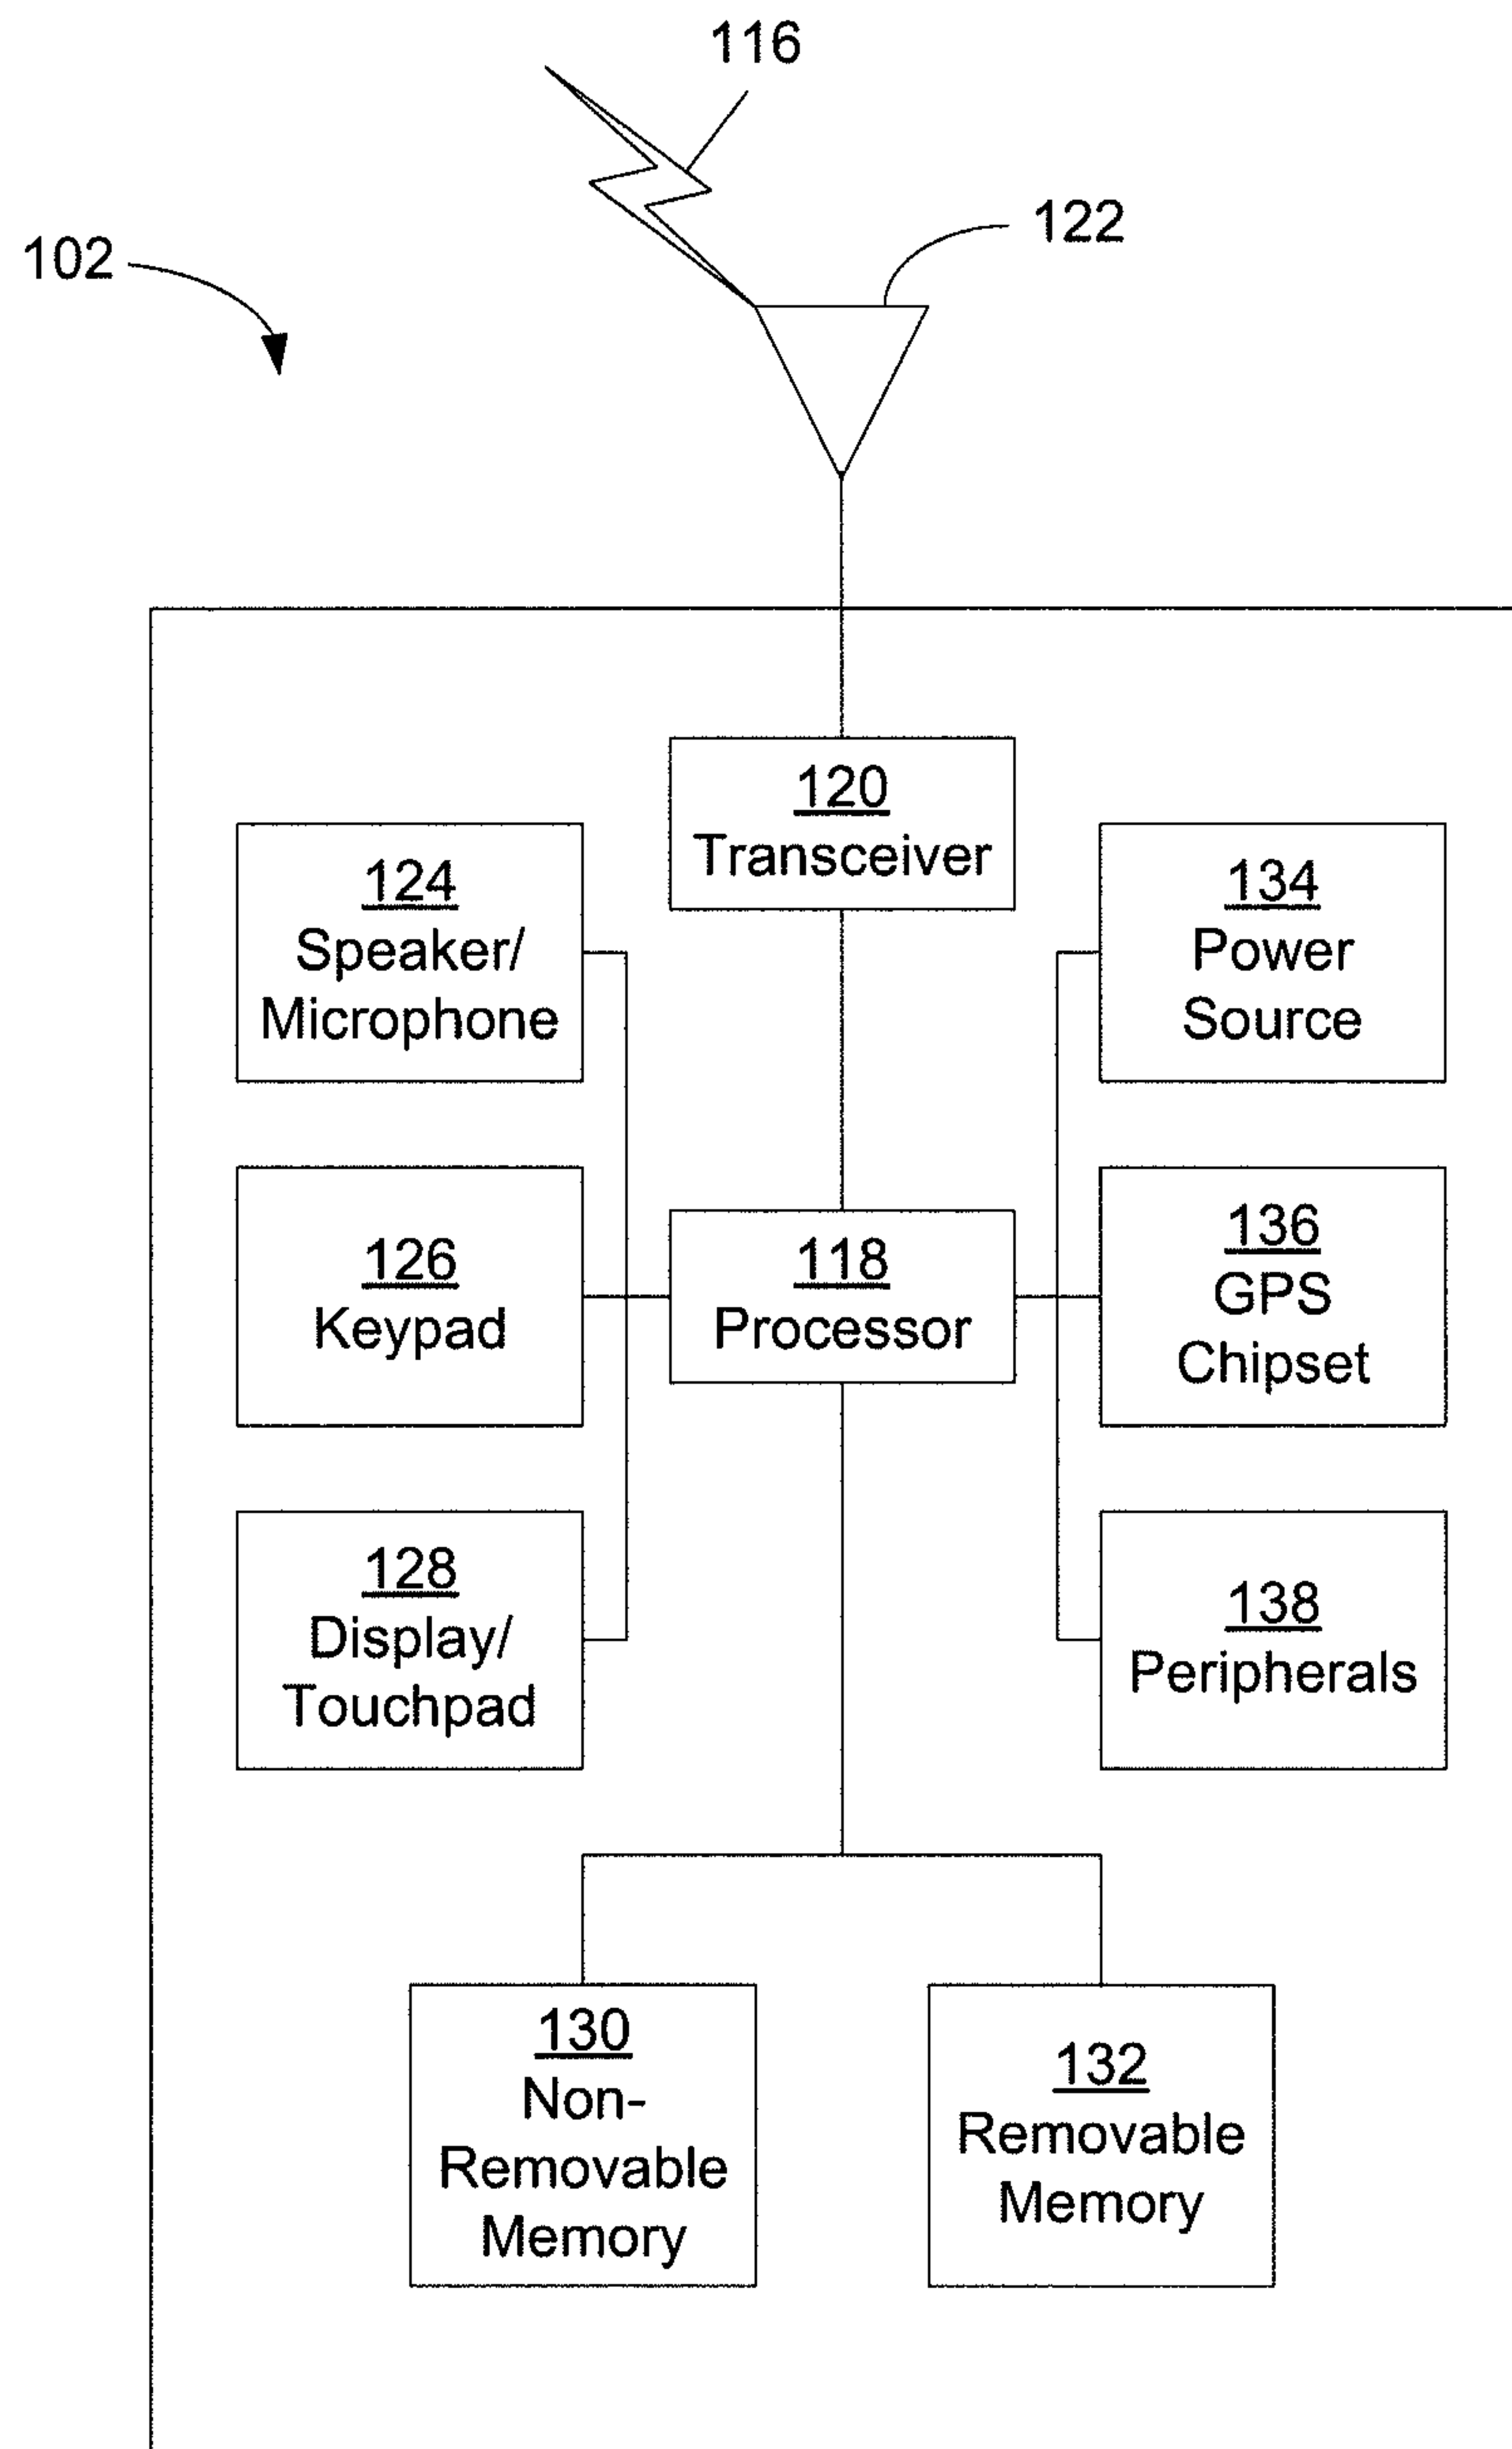 116
122
102
120
Transceiver
124
Speaker/
Microphone
134
Power
Source
126
Keypad
118
Processor
136
GPS
Chipset
128
Display/
Touchpad
138
Peripherals
130
Non-
Removable
Memory
132
Removable
Memory